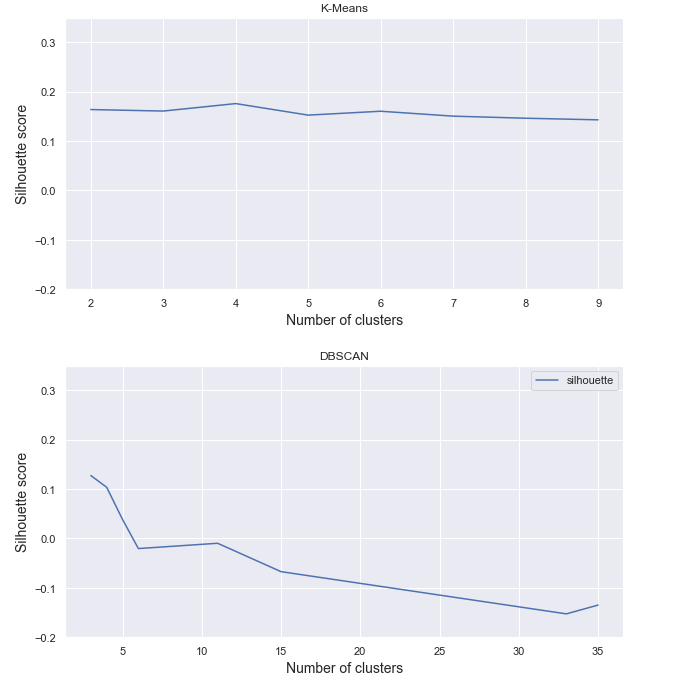 K-Means
0.3
0.2
0.1
0.0
−0.1
−0.2
Silhouette score
2 3 4 5 6 7 8 9
Number of clusters
DBSCAN
silhouette
0.3
0.2
0.1
0.0
−0.1
−0.2
Silhouette score
5 10 15 20 25 30 35
Number of clusters